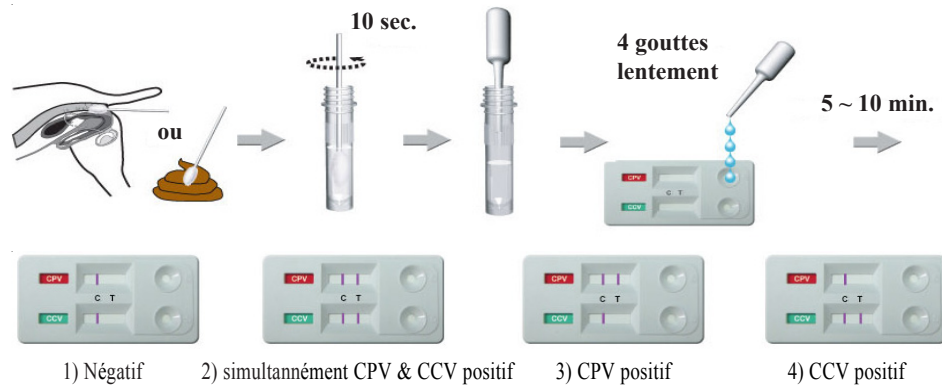 10 sec.
4 gouttes
lentement
5 ~ 10 min.
ou
CPV
C T
CCV
CPV
C T
CCV
CPV
C T
CCV
CPV
C T
CCV
CPV
C T
CCV
1) Négatif
2) simultannément CPV & CCV positif
3) CPV positif
4) CCV positif